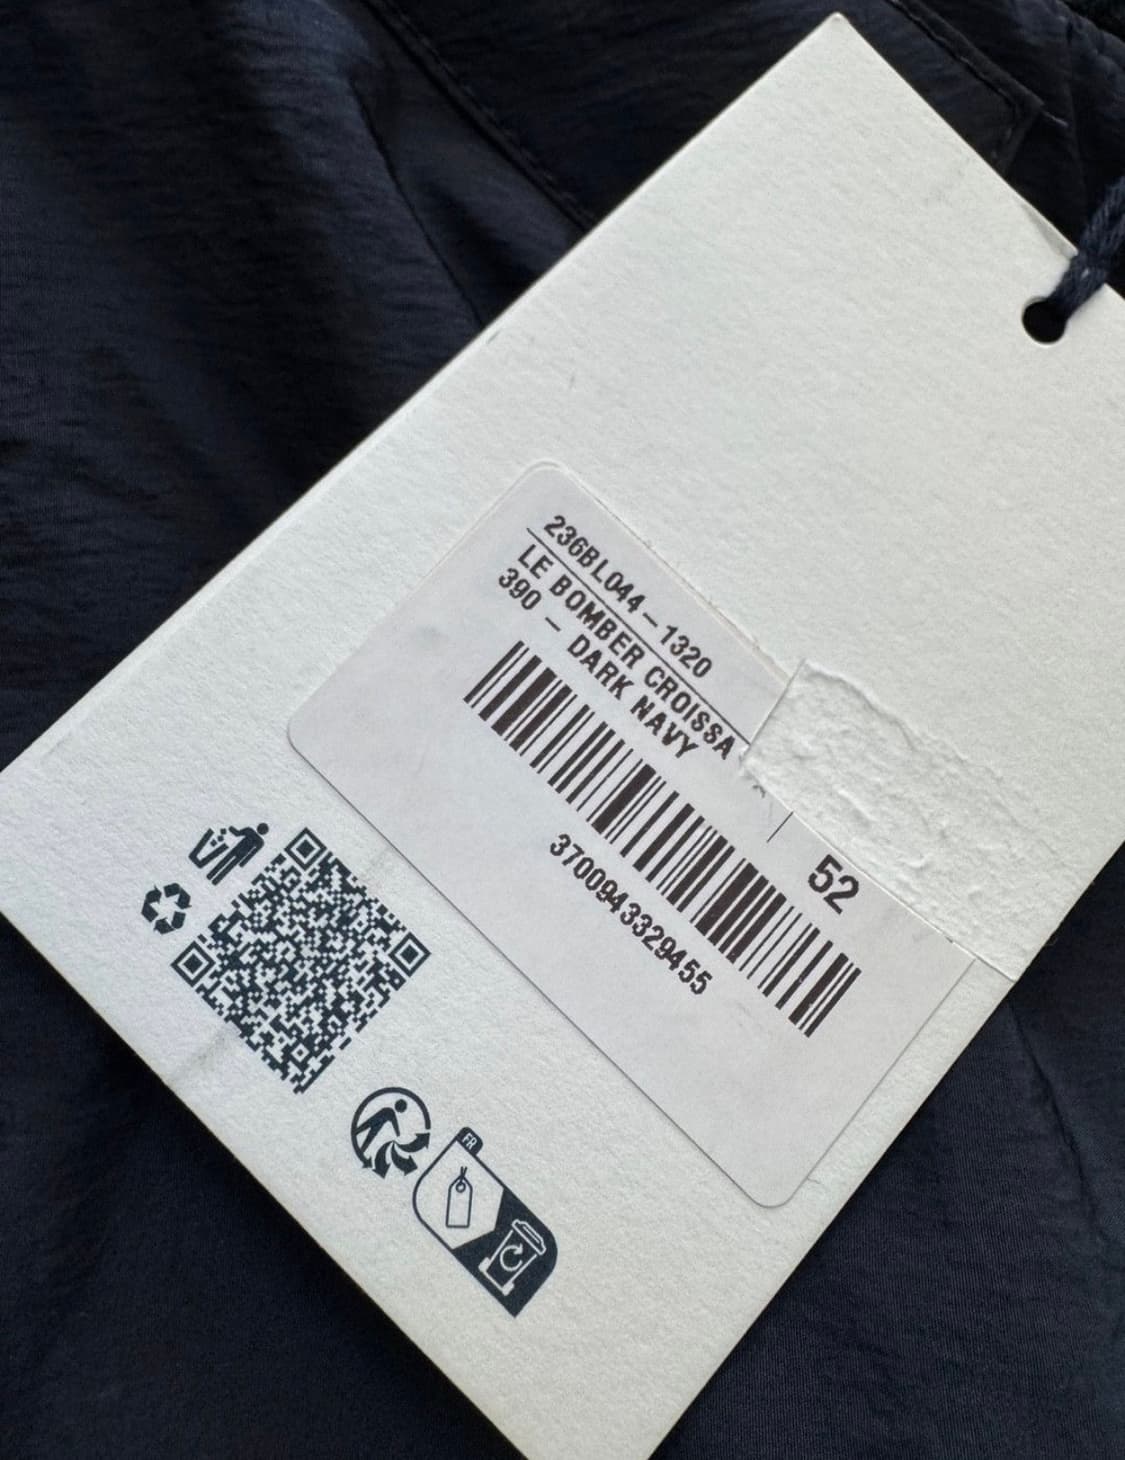 236BL044-1320
LE BOMBER CROISSA
390 - DARK NAVY
52
3700943329455
FR